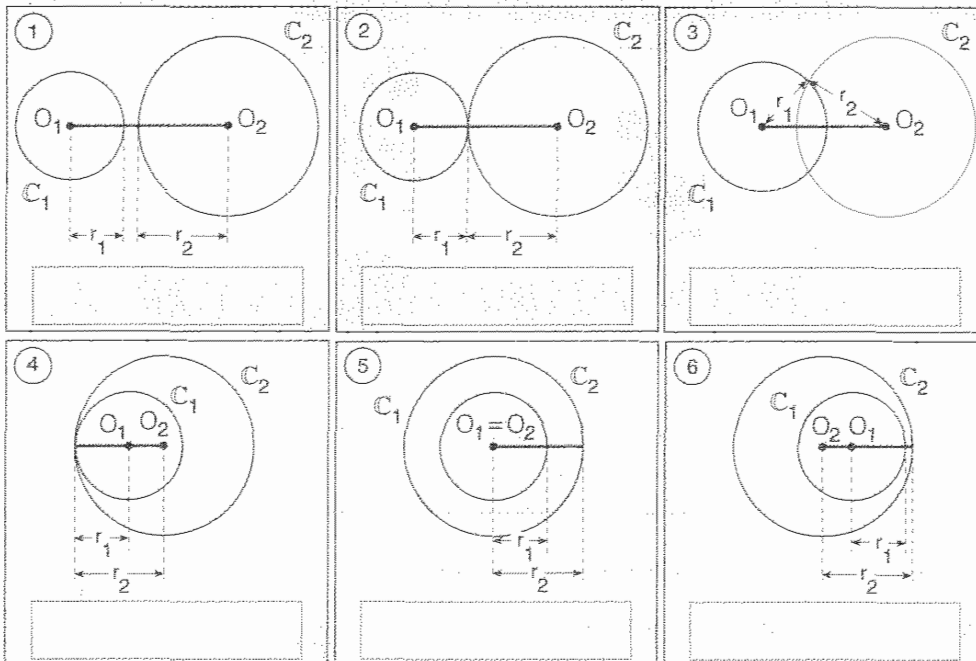 1
C₂
O₁ O₂
C₁
r₁ r₂
2
C₂
O₁ O₂
C₁
r₁ r₂
3
C₂
r₁ r₂
O₁ O₂
C₁
4
C₂
C₁
O₁ O₂
r₁
r₂
5
C₂
C₁
O₁ = O₂
r₁
r₂
6
C₂
C₁
O₂ O₁
r₁
r₂